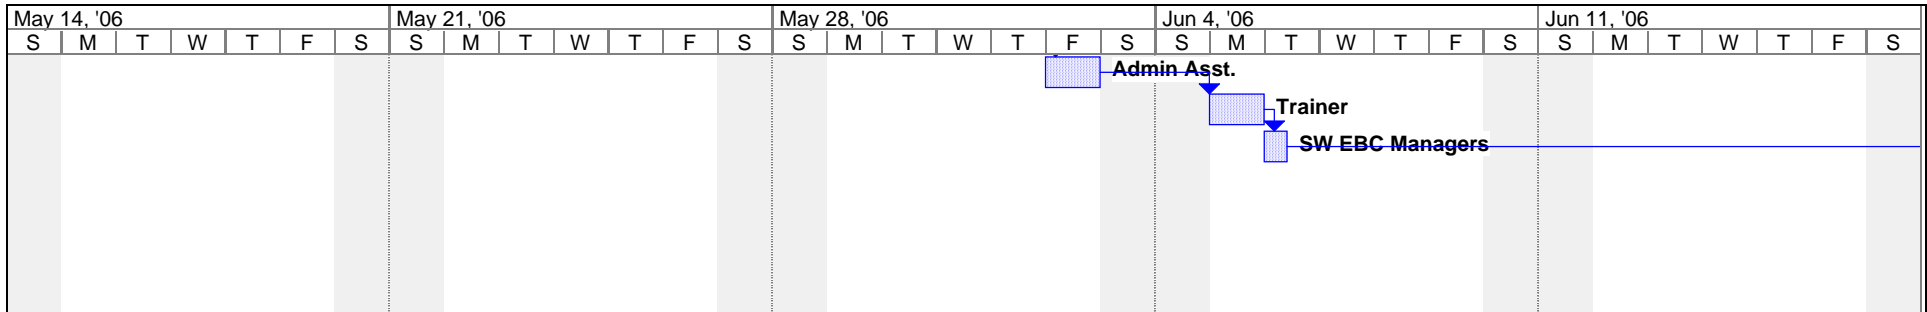 May 14, '06 May 21, '06 May 28, '06 Jun 4, '06 Jun 11, '06
S M T W T F S S M T W T F S S M T W T F S S M T W T F S S M T W T F S
Admin Asst.
Trainer
SW EBC Managers